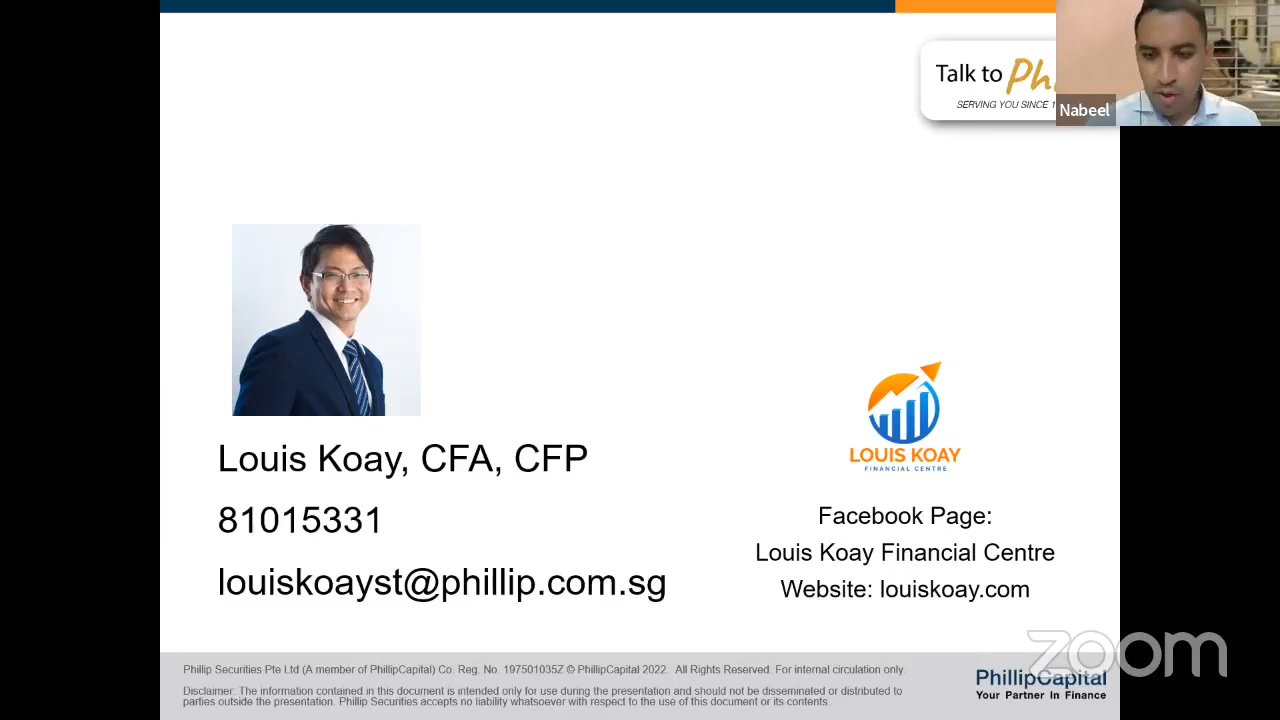 Talk to
SERVING YOU SINCE
Nabeel
Louis Koay, CFA, CFP
81015331
louiskoayst@phillip.com.sg
LOUIS KOAY
FINANCIAL CENTRE
Facebook Page:
Louis Koay Financial Centre
Website: louiskoay.com
zoom
Phillip Securities Pte Ltd (A member of PhillipCapital) Co. Reg. No. 197501035Z © PhillipCapital 2022. All Rights Reserved. For internal circulation only.
Disclaimer: The information contained in this document is intended only for use during the presentation and should not be disseminated or distributed to
parties outside the presentation. Phillip Securities accepts no liability whatsoever with respect to the use of this document or its contents.
PhillipCapital
Your Partner In Finance